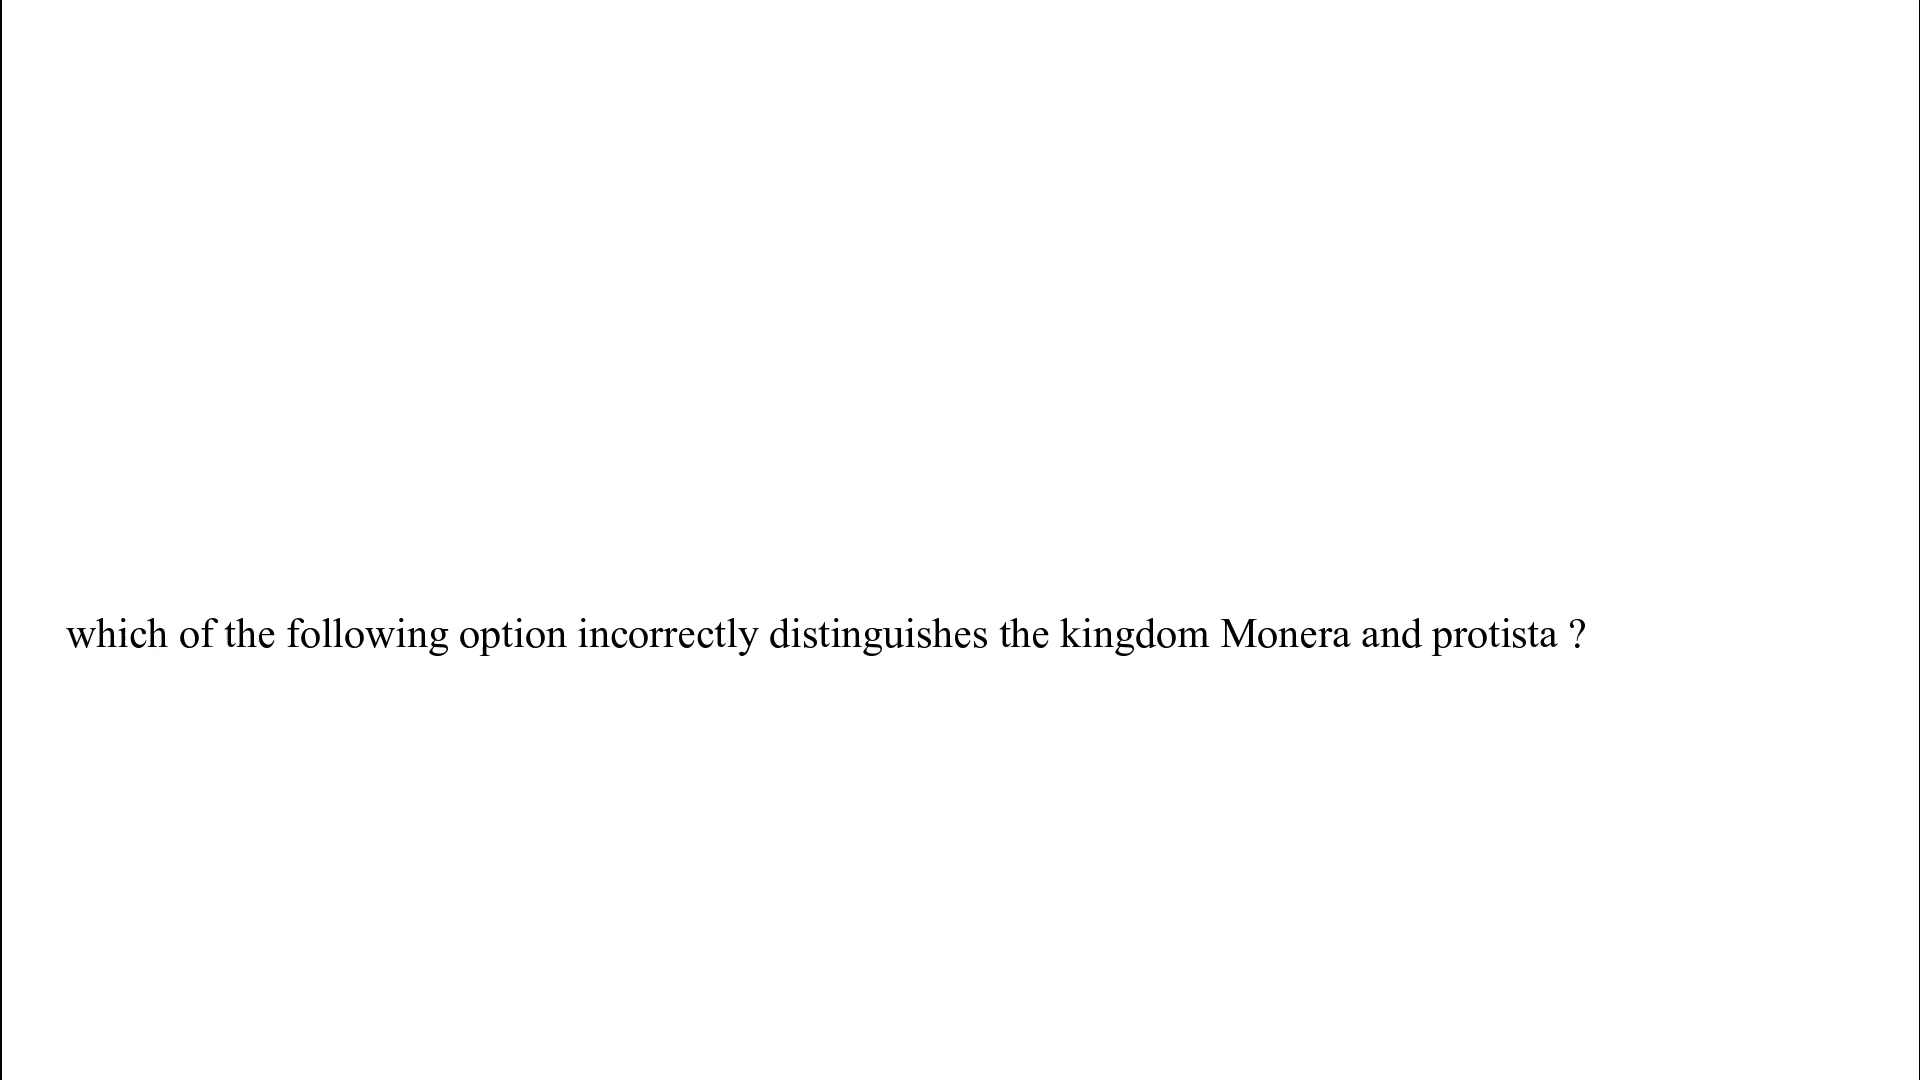 which of the following option incorrectly distinguishes the kingdom Monera and protista ?